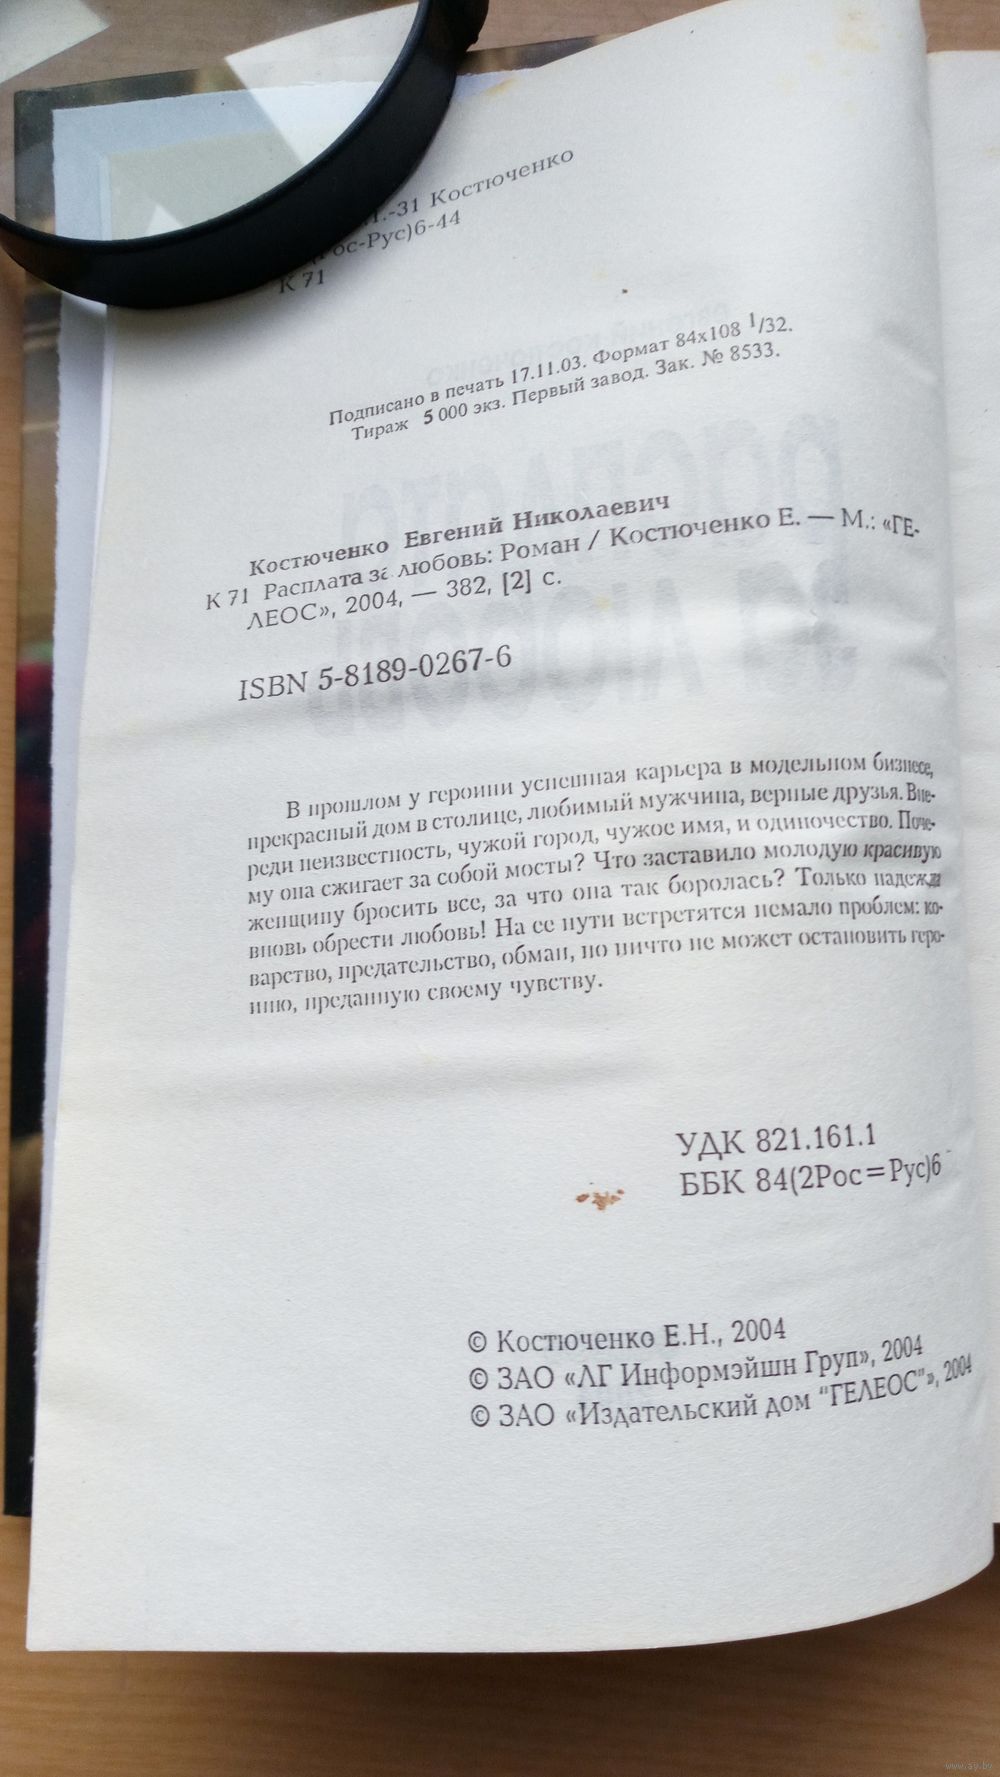 -31 Костюченко
Рос-Рус)6-44
К 71
Подписано в печать 17.11.03. Формат 84х108 1/32.
Тираж 5 000 экз. Первый завод. Зак. № 8533.
Костюченко Евгений Николаевич
К 71 Расплата за любовь: Роман / Костюченко Е. — М.: «ГЕ-
ЛЕОС», 2004, — 382, [2] с.
ISBN 5-8189-0267-6
В прошлом у героини успешная карьера в модельном бизнесе,
прекрасный дом в столице, любимый мужчина, верные друзья. Впе-
реди неизвестность, чужой город, чужое имя, и одиночество. Поче-
му она сжигает за собой мосты? Что заставило молодую красивую
женщину бросить все, за что она так боролась? Только надежда
вновь обрести любовь! На ее пути встретятся немало проблем: ко-
варство, предательство, обман, но ничто не может остановить геро-
иню, преданную своему чувству.
УДК 821.161.1
ББК 84(2Рос=Рус)6
© Костюченко Е.Н., 2004
© ЗАО «ЛГ Информэйшн Груп», 2004
© ЗАО «Издательский дом "ГЕЛЕОС"», 2004
www.ay.by